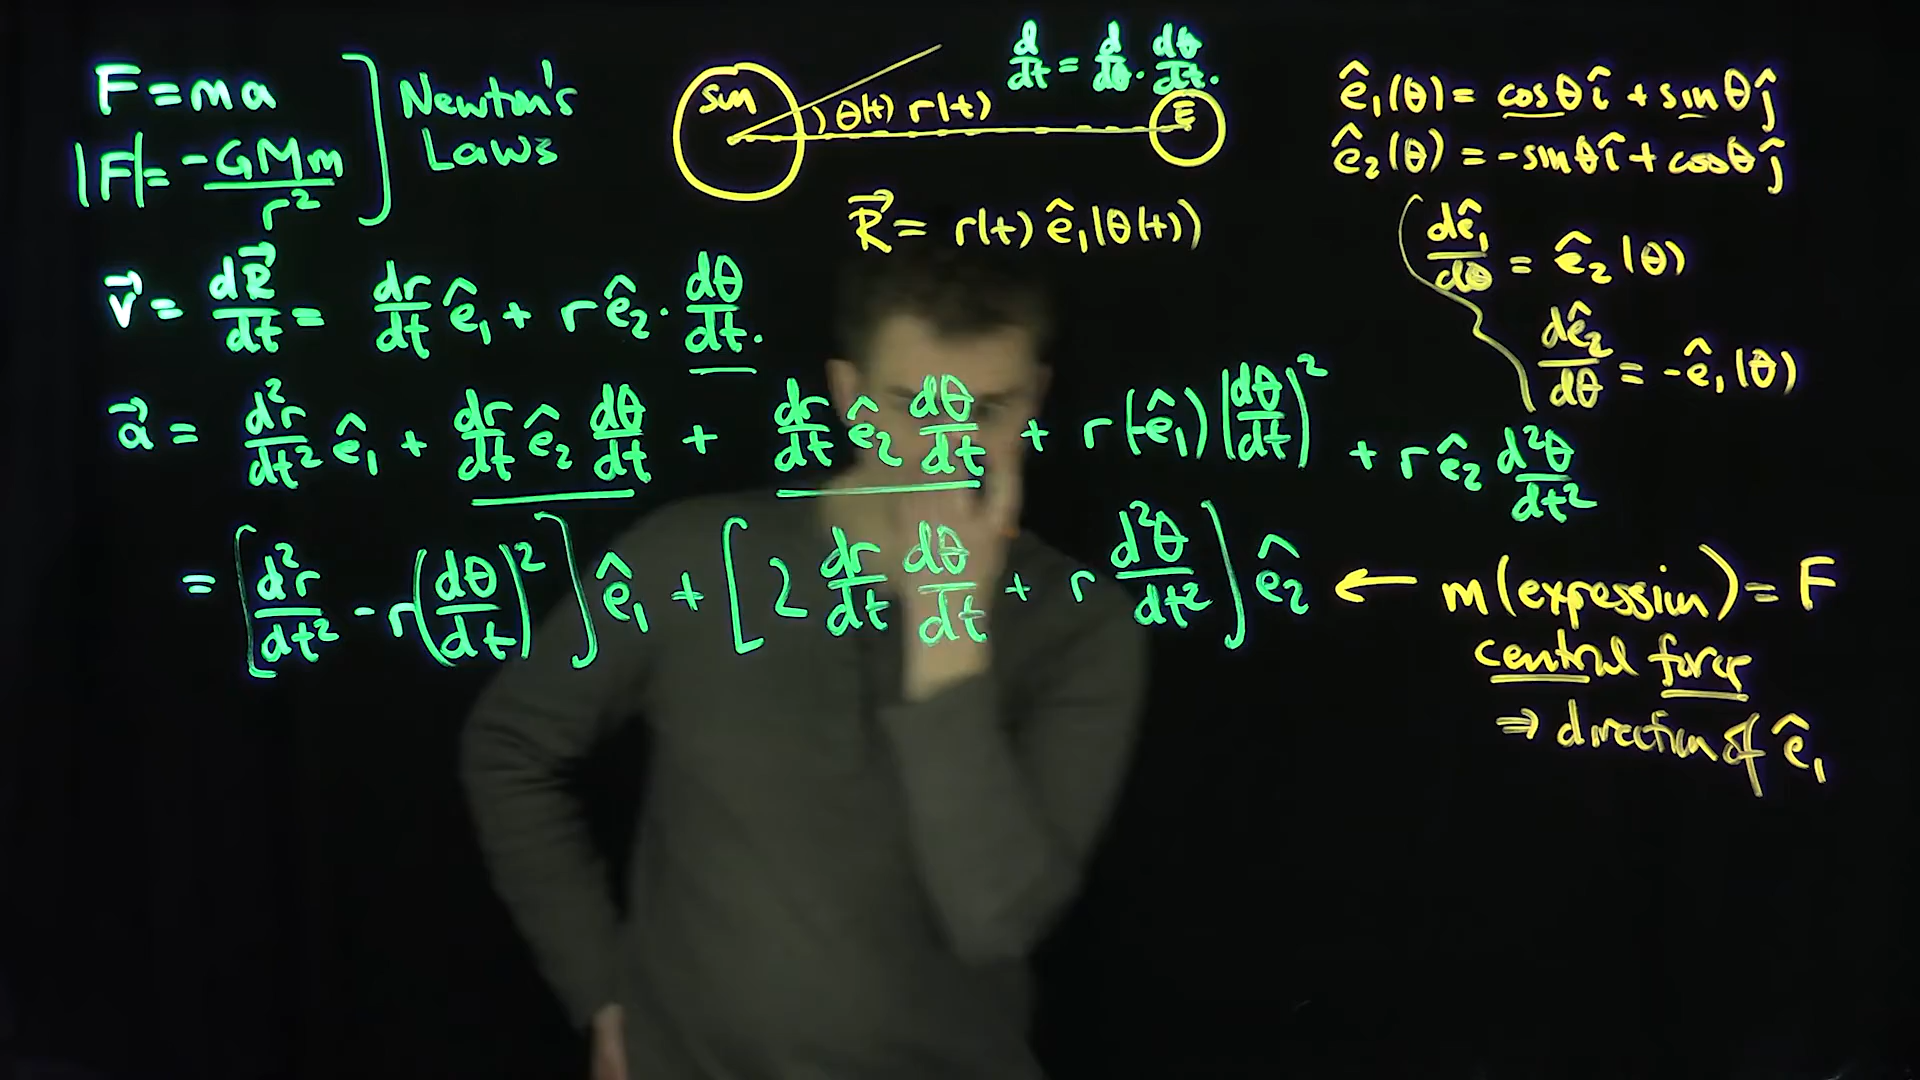 F = ma
|F| = -GMm/r²
Newton's
Laws
sun
θ(t) r(t)
E
d/dt = d/dθ · dθ/dt.
R⃗ = r(t) ê₁(θ(t))
ê₁(θ) = cosθ î + sinθ ĵ
ê₂(θ) = -sinθ î + cosθ ĵ
dê₁/dθ = ê₂(θ)
dê₂/dθ = -ê₁(θ)
v⃗ = dR⃗/dt = dr/dt ê₁ + r ê₂ · dθ/dt.
a⃗ = d²r/dt² ê₁ + dr/dt ê₂ dθ/dt + dr/dt ê₂ dθ/dt + r(-ê₁)(dθ/dt)² + r ê₂ d²θ/dt²
= [d²r/dt² - r(dθ/dt)²] ê₁ + [2 dr/dt dθ/dt + r d²θ/dt²] ê₂ ← m(expression) = F
central force
⇒ direction of ê₁